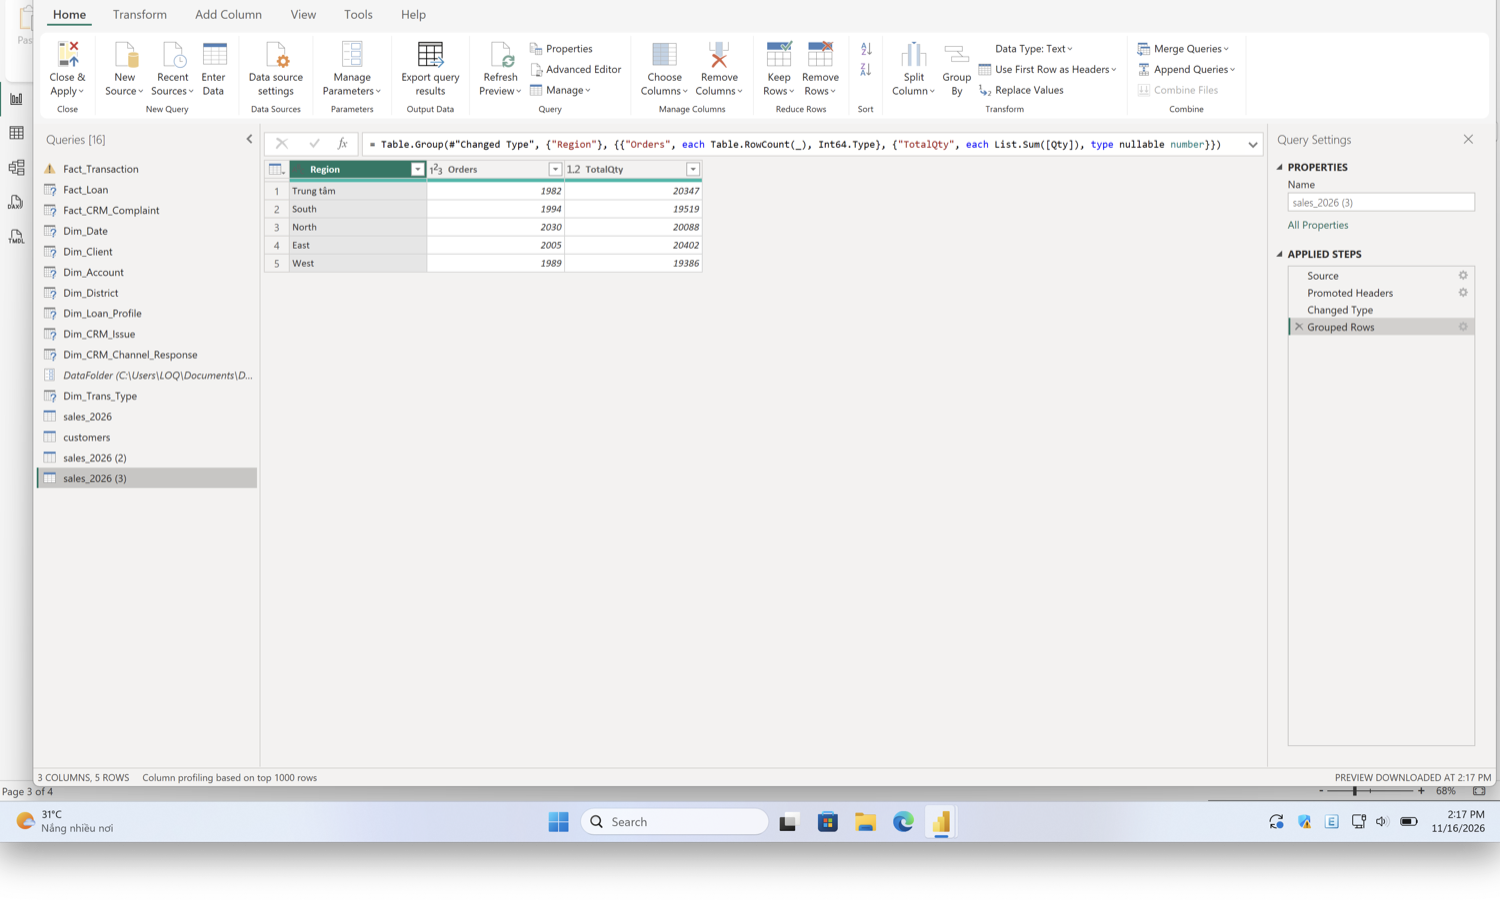 Home Transform Add Column View Tools Help
Close & Apply
New Source
Recent Sources
Enter Data
Data source settings
Manage Parameters
Export query results
Refresh Preview
Properties
Advanced Editor
Manage
Choose Columns
Remove Columns
Keep Rows
Remove Rows
Split Column
Group By
Data Type: Text
Use First Row as Headers
Replace Values
Merge Queries
Append Queries
Combine Files
Close New Query Data Sources Parameters Output Data Query Manage Columns Reduce Rows Sort Transform Combine
Queries [16]
Fact_Transaction
Fact_Loan
Fact_CRM_Complaint
Dim_Date
Dim_Client
Dim_Account
Dim_District
Dim_Loan_Profile
Dim_CRM_Issue
Dim_CRM_Channel_Response
DataFolder (C:\Users\LOQ\Documents\D...
Dim_Trans_Type
sales_2026
customers
sales_2026 (2)
sales_2026 (3)
= Table.Group(#"Changed Type", {"Region"}, {{"Orders", each Table.RowCount(_), Int64.Type}, {"TotalQty", each List.Sum([Qty]), type nullable number}})
Region 1²3 Orders 1.2 TotalQty
1 Trung tâm 1982 20347
2 South 1994 19519
3 North 2030 20088
4 East 2005 20402
5 West 1989 19386
Query Settings
PROPERTIES
Name
sales_2026 (3)
All Properties
APPLIED STEPS
Source
Promoted Headers
Changed Type
Grouped Rows
3 COLUMNS, 5 ROWS Column profiling based on top 1000 rows
PREVIEW DOWNLOADED AT 2:17 PM
Page 3 of 4
- + 68%
31°C
Nắng nhiều nơi
Search
2:17 PM
11/16/2026